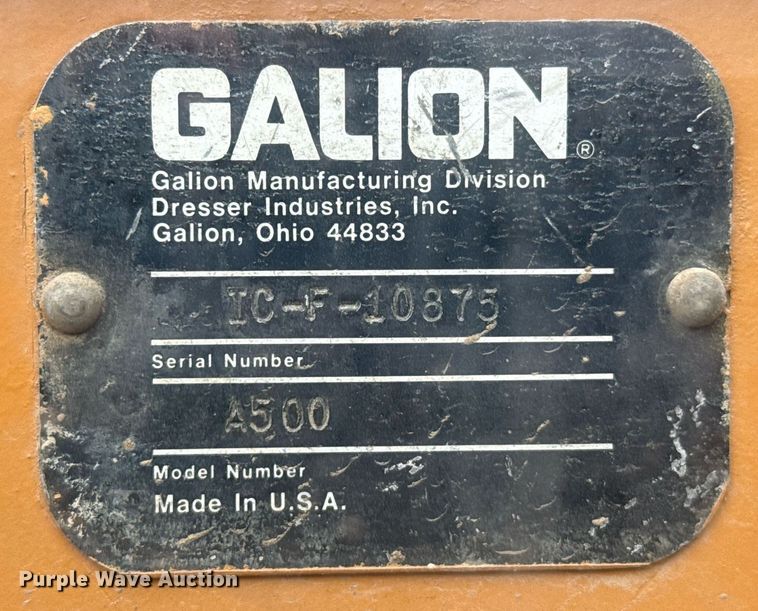 GALION®
Galion Manufacturing Division
Dresser Industries, Inc.
Galion, Ohio 44833
IC-F-10875
Serial Number
A500
Model Number
Made In U.S.A.
Purple Wave Auction